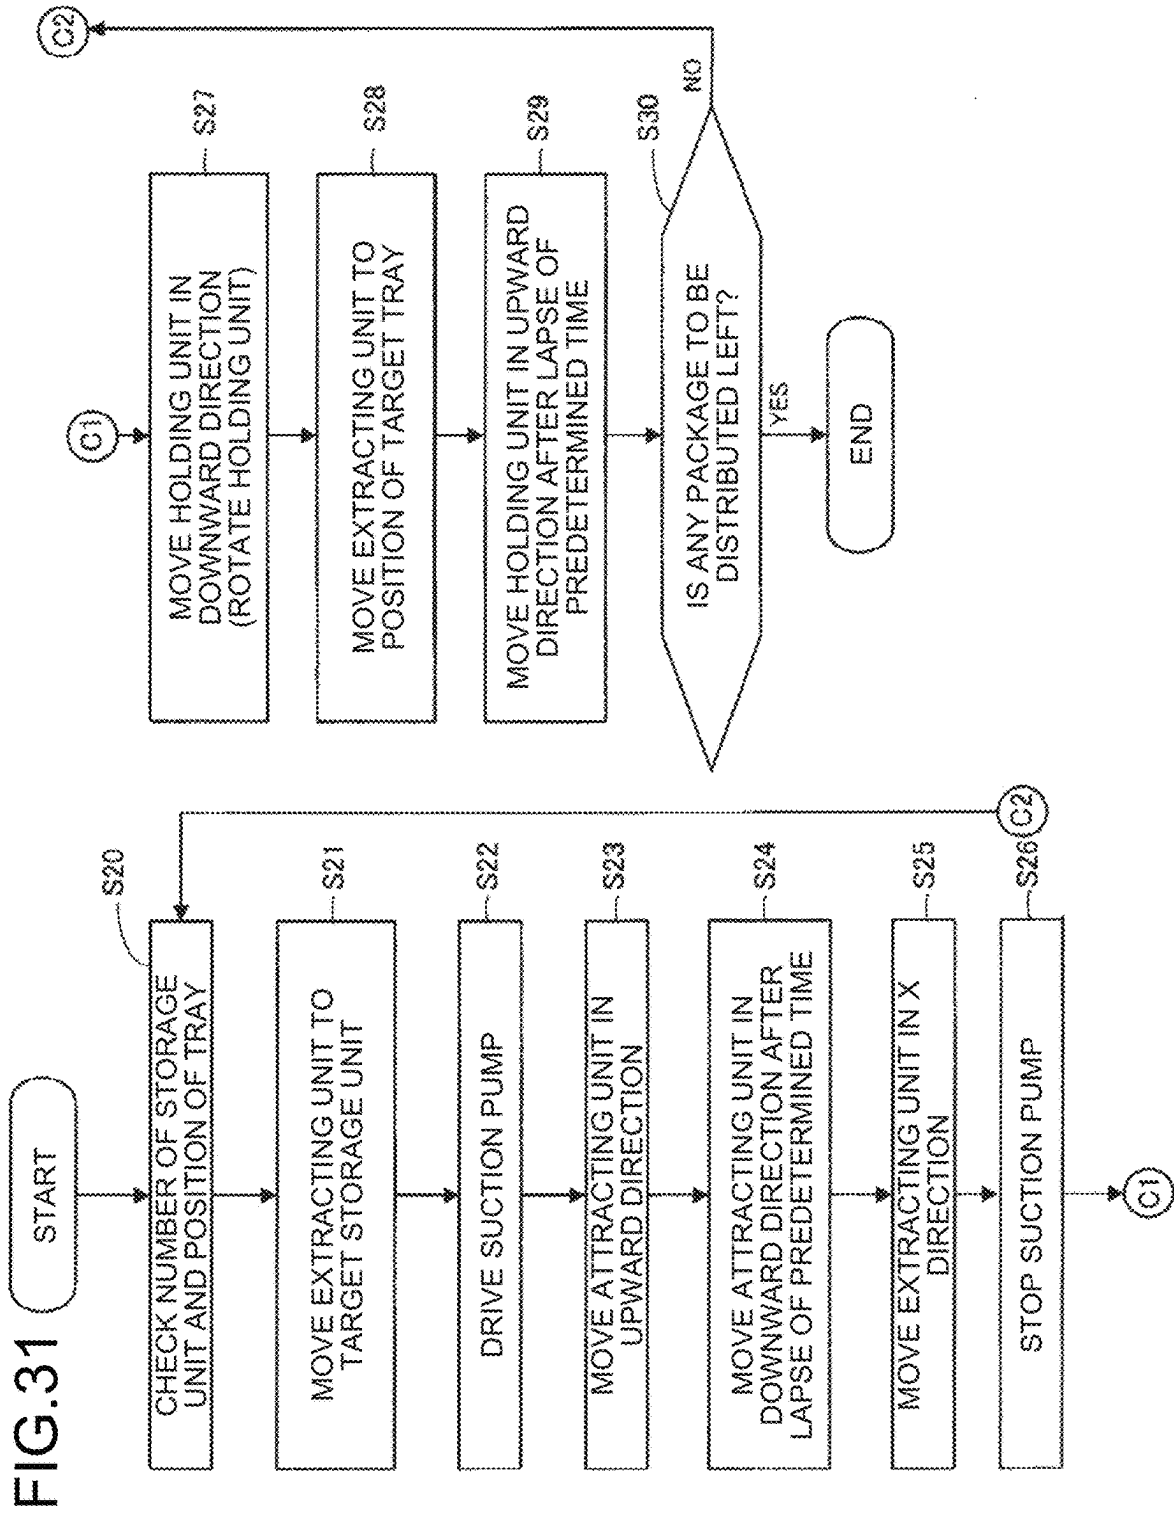 FIG.31
START
S20
CHECK NUMBER OF STORAGE
UNIT AND POSITION OF TRAY
S21
MOVE EXTRACTING UNIT TO
TARGET STORAGE UNIT
S22
DRIVE SUCTION PUMP
S23
MOVE ATTRACTING UNIT IN
UPWARD DIRECTION
S24
MOVE ATTRACTING UNIT IN
DOWNWARD DIRECTION AFTER
LAPSE OF PREDETERMINED TIME
S25
MOVE EXTRACTING UNIT IN X
DIRECTION
S26
STOP SUCTION PUMP
C2
C1
C1
S27
MOVE HOLDING UNIT IN
DOWNWARD DIRECTION
(ROTATE HOLDING UNIT)
S28
MOVE EXTRACTING UNIT TO
POSITION OF TARGET TRAY
S29
MOVE HOLDING UNIT IN UPWARD
DIRECTION AFTER LAPSE OF
PREDETERMINED TIME
S30
IS ANY PACKAGE TO BE
DISTRIBUTED LEFT?
NO
C2
YES
END